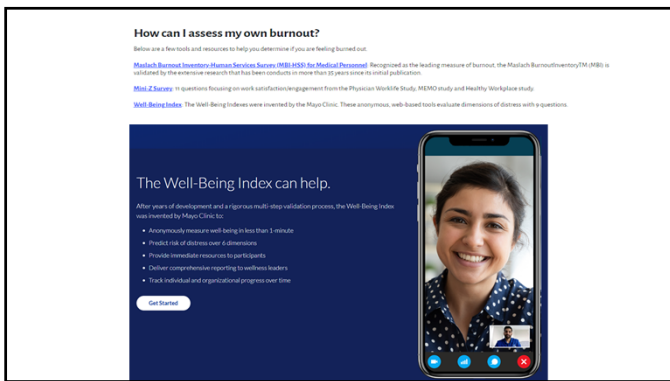 How can I assess my own burnout?
Below are a few tools and resources to help you determine if you are feeling burned out.
Maslach Burnout Inventory-Human Services Survey (MBI-HSS) for Medical Personnel: Recognized as the leading measure of burnout, the Maslach BurnoutInventoryTM (MBI) is
validated by the extensive research that has been conducts in more than 35 years since its initial publication.
Mini-Z Survey: 11 questions focusing on work satisfaction/engagement from the Physician Worklife Study, MEMO study and Healthy Workplace study.
Well-Being Index: The Well-Being Indexes were invented by the Mayo Clinic. These anonymous, web-based tools evaluate dimensions of distress with 9 questions.
The Well-Being Index can help.
After years of development and a rigorous multi-step validation process, the Well-Being Index
was invented by Mayo Clinic to:
• Anonymously measure well-being in less than 1-minute
• Predict risk of distress over 6 dimensions
• Provide immediate resources to participants
• Deliver comprehensive reporting to wellness leaders
• Track individual and organizational progress over time
Get Started